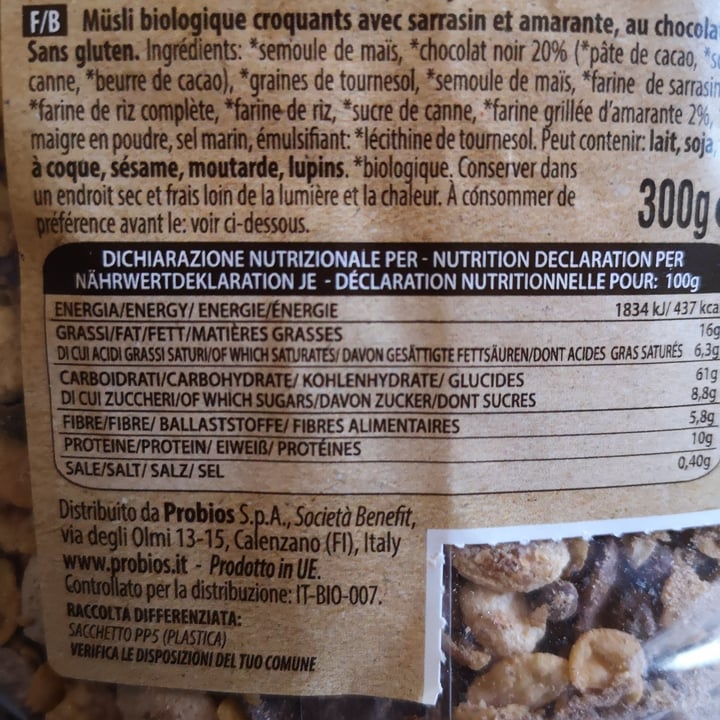 F/B Müsli biologique croquants avec sarrasin et amarante, au
Sans gluten. Ingrédients: *semoule de maïs, *chocolat noir 20% (*pâte de cacao,
canne, *beurre de cacao), *graines de tournesol, *semoule de maïs, *farine de
*farine de riz complète, *farine de riz, *sucre de canne, *farine grillée d'amarante 2%,
maigre en poudre, sel marin, émulsifiant: *lécithine de tournesol. Peut contenir: lait, soja,
à coque, sésame, moutarde, lupins. *biologique. Conserver dans
un endroit sec et frais loin de la lumière et la chaleur. À cónsommer de
préférence avant le: voir ci-dessous.
300g
DICHIARAZIONE NUTRIZIONALE PER - NUTRITION DECLARATION PER
NÄHRWERTDEKLARATION JE - DÉCLARATION NUTRITIONNELLE POUR: 100g
ENERGIA/ENERGY/ ENERGIE/ÉNERGIE 1834 kJ/ 437 kca
GRASSI/FAT/FETT/MATIÈRES GRASSES 16g
DI CUI ACIDI GRASSI SATURI/OF WHICH SATURATES/ DAVON GESÄTTIGTE FETTSÄUREN/DONT ACIDES GRAS SATURÉS 6,3g
CARBOIDRATI/CARBOHYDRATE/ KOHLENHYDRATE/ GLUCIDES 61g
DI CUI ZUCCHERI/OF WHICH SUGARS/DAVON ZUCKER/DONT SUCRES 8,8g
FIBRE/FIBRE/ BALLASTSTOFFE/ FIBRES ALIMENTAIRES 5,8g
PROTEINE/PROTEIN/ EIWEIß/ PROTÉINES 10g
SALE/SALT/ SALZ/ SEL 0,40g
Distribuito da Probios S.p.A., Società Benefit,
via degli Olmi 13-15, Calenzano (FI), Italy
www.probios.it - Prodotto in UE.
Controllato per la distribuzione: IT-BIO-007.
RACCOLTA DIFFERENZIATA:
SACCHETTO PP5 (PLASTICA)
VERIFICA LE DISPOSIZIONI DEL TUO COMUNE